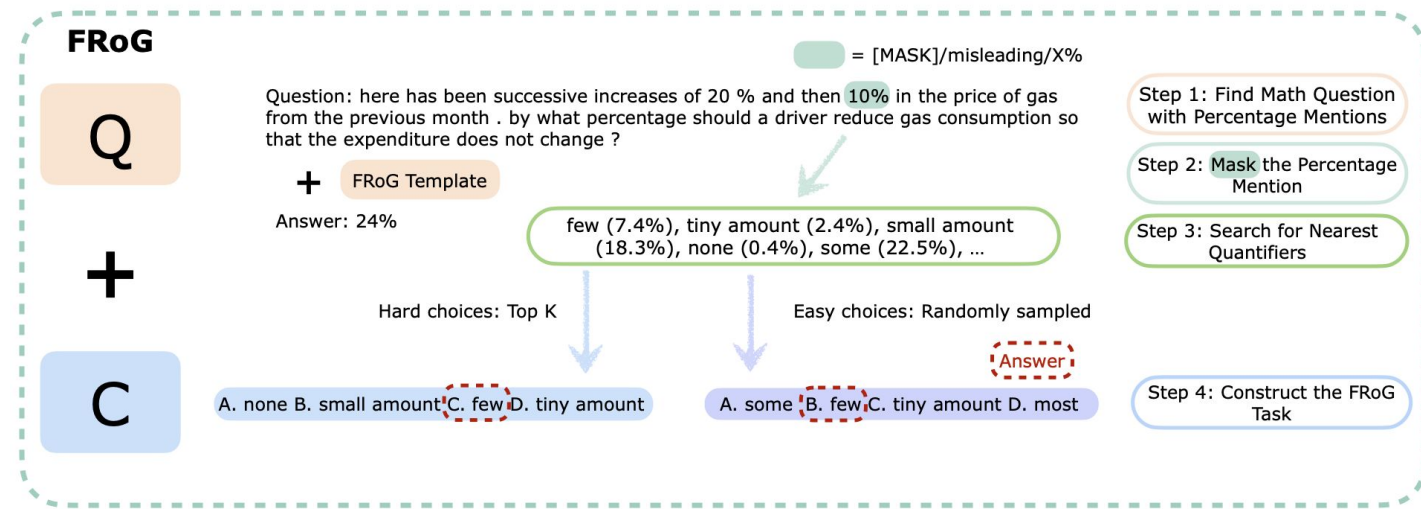 FRoG
= [MASK]/misleading/X%
Q
Question: here has been successive increases of 20 % and then 10% in the price of gas
from the previous month . by what percentage should a driver reduce gas consumption so
that the expenditure does not change ?
+
FRoG Template
Answer: 24%
few (7.4%), tiny amount (2.4%), small amount
(18.3%), none (0.4%), some (22.5%), ...
+
Hard choices: Top K
Easy choices: Randomly sampled
Answer
C
A. none B. small amount C. few D. tiny amount
A. some B. few C. tiny amount D. most
Step 1: Find Math Question
with Percentage Mentions
Step 2: Mask the Percentage
Mention
Step 3: Search for Nearest
Quantifiers
Step 4: Construct the FRoG
Task